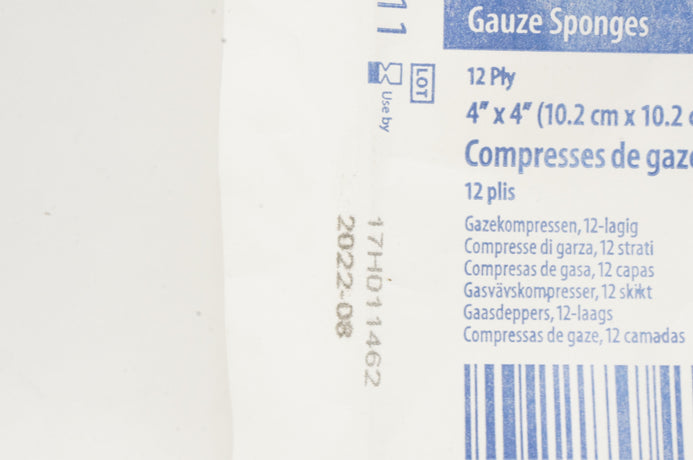 Gauze Sponges
12 Ply
4" x 4" (10.2 cm x 10.2
Compresses de gaze
12 plis
Gazekompressen, 12-lagig
Compresse di garza, 12 strati
Compresas de gasa, 12 capas
Gasvävskompresser, 12 skikt
Gaasdeppers, 12-laags
Compressas de gaze, 12 camadas
11
LOT
Use by
17H011462
2022-08